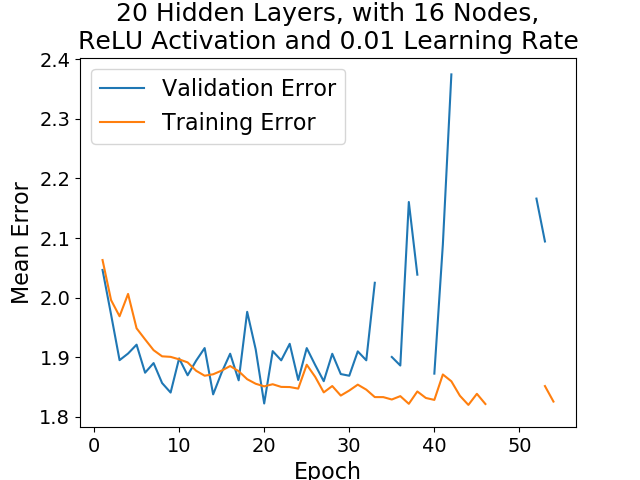 20 Hidden Layers, with 16 Nodes,
ReLU Activation and 0.01 Learning Rate
Validation Error
Training Error
Mean Error
2.4
2.3
2.2
2.1
2.0
1.9
1.8
0 10 20 30 40 50
Epoch